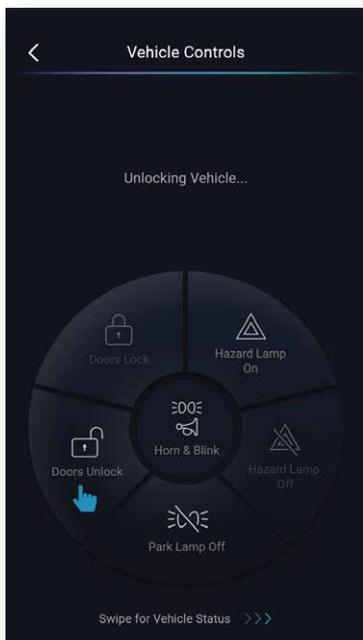 Vehicle Controls
Unlocking Vehicle...
Doors Lock
Hazard Lamp
On
Horn & Blink
Doors Unlock
Hazard Lamp
Off
Park Lamp Off
Swipe for Vehicle Status >>>